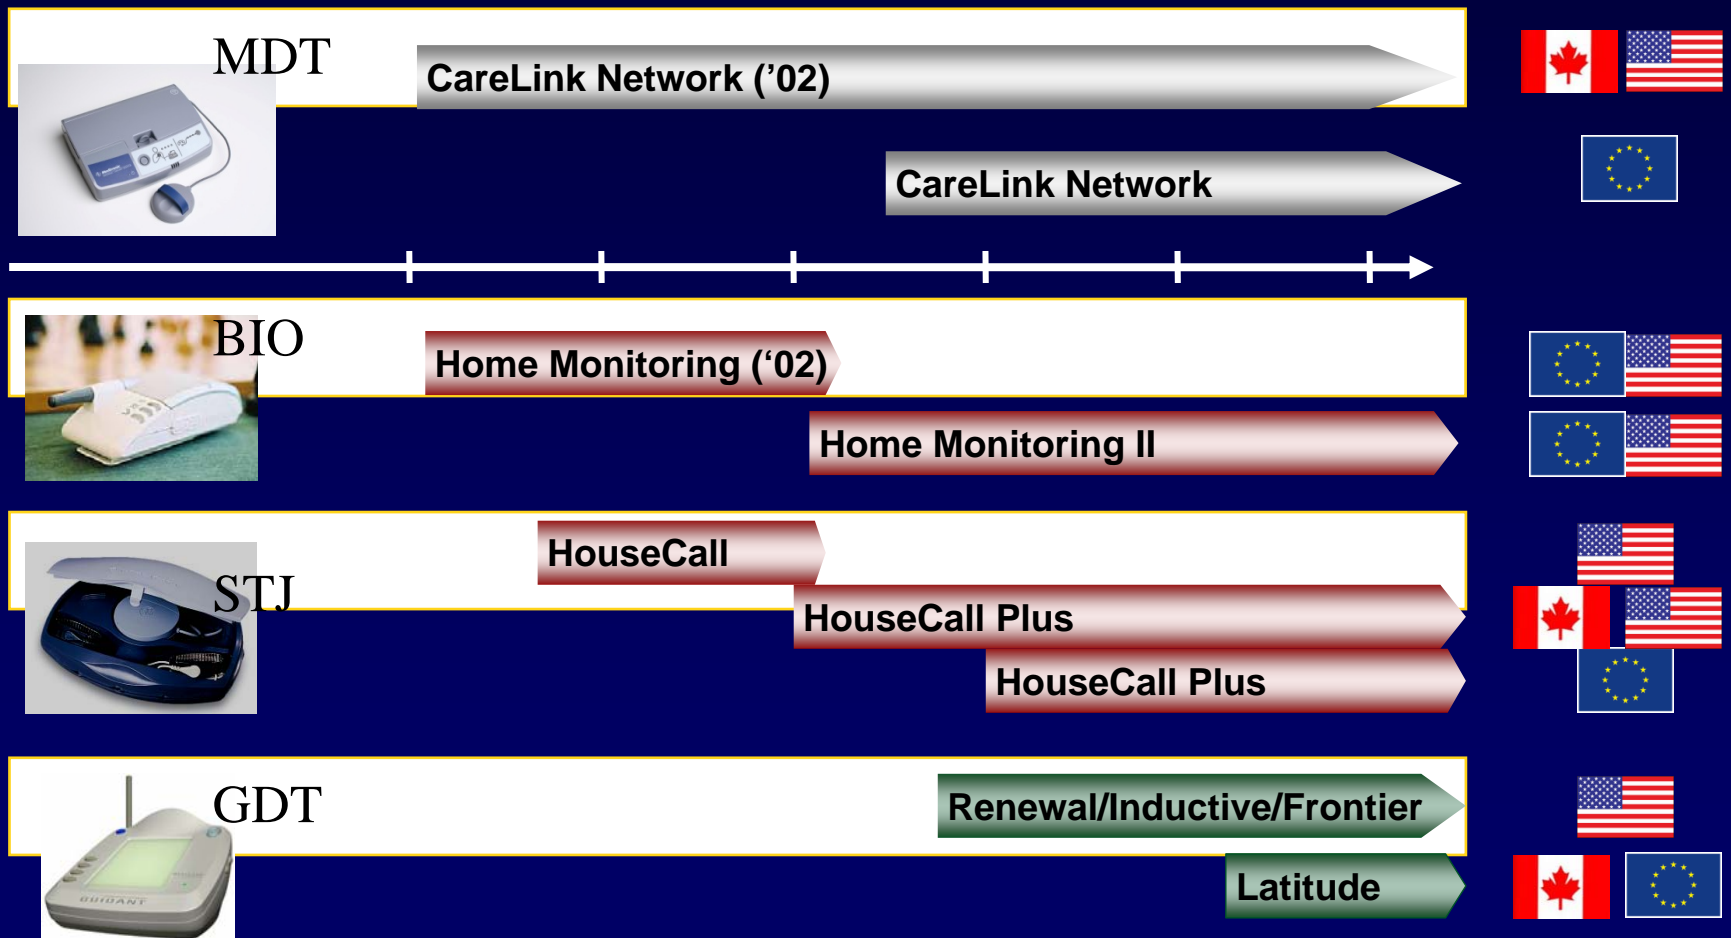 MDT
CareLink Network (’02)
CareLink Network
BIO
Home Monitoring (‘02)
Home Monitoring II
STJ
HouseCall
HouseCall Plus
HouseCall Plus
GDT
Renewal/Inductive/Frontier
Latitude
GUIDANT